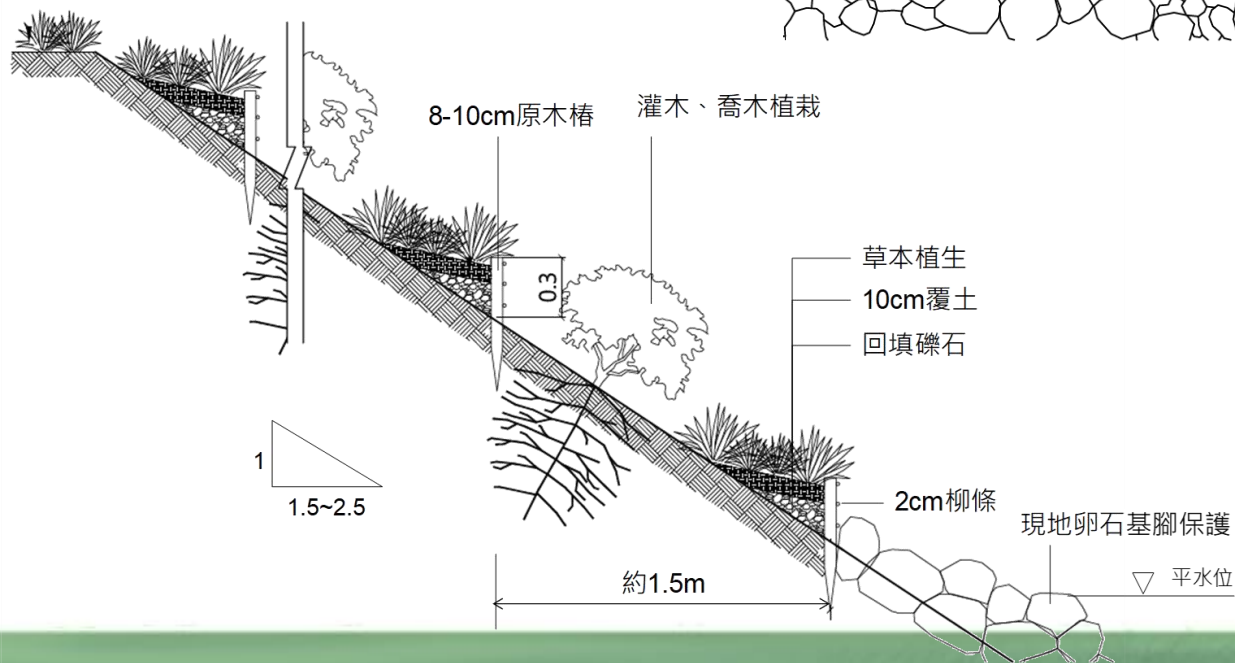 8-10cm原木樁
灌木、喬木植栽
0.3
草本植生
10cm覆土
回填礫石
1
1.5~2.5
2cm柳條
現地卵石基腳保護
平水位
約1.5m